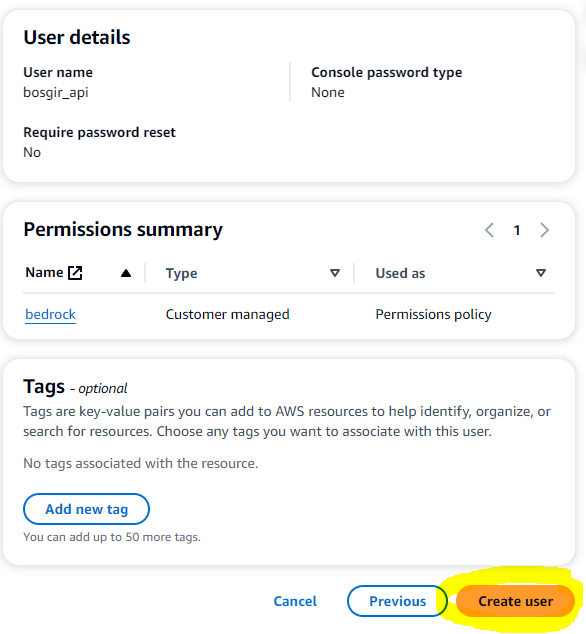 User details
User name
bosgir_api
Console password type
None
Require password reset
No
Permissions summary
1
Name Type Used as
bedrock Customer managed Permissions policy
Tags - optional
Tags are key-value pairs you can add to AWS resources to help identify, organize, or
search for resources. Choose any tags you want to associate with this user.
No tags associated with the resource.
Add new tag
You can add up to 50 more tags.
Cancel Previous Create user